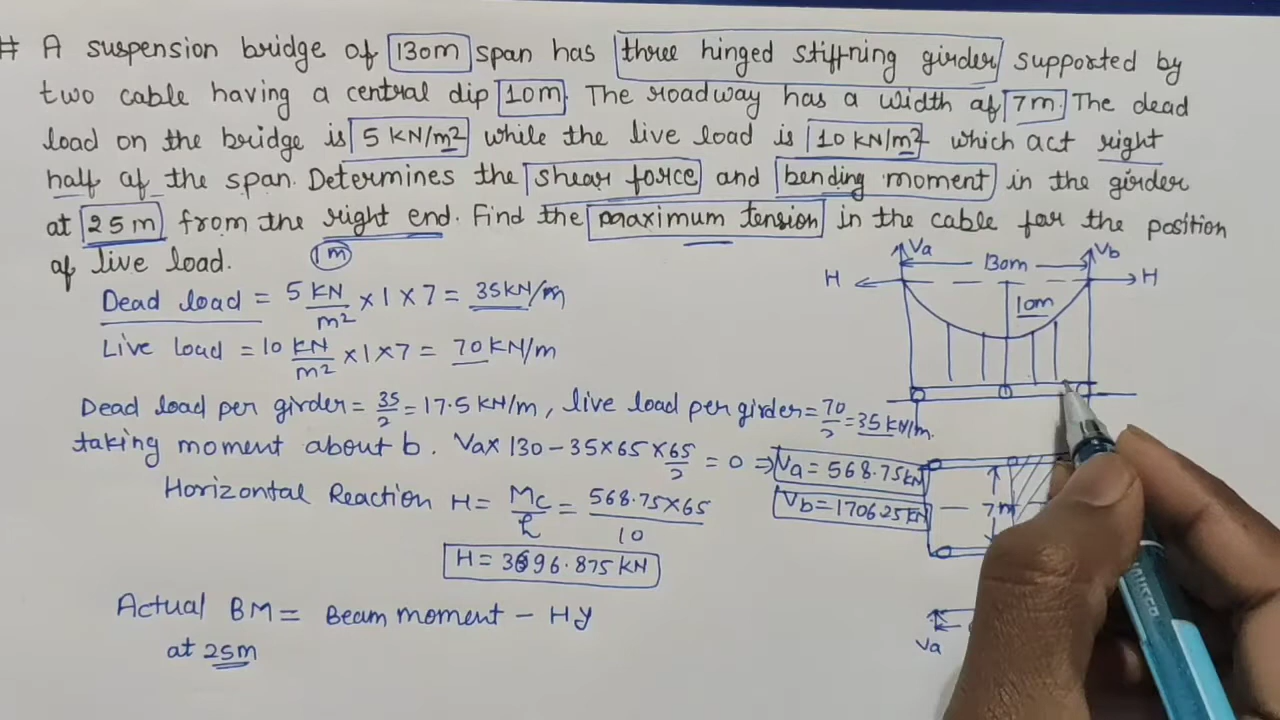 # A suspension bridge of 130m span has three hinged stiffning girder supported by
two cable having a central dip 10m. The roadway has a width of 7m. The dead
load on the bridge is 5 KN/m2 while the live load is 10 KN/m2 which act right
half of the span. Determines the shear force and bending moment in the girder
at 25m from the right end. Find the maximum tension in the cable for the position
of live load.
1m
Dead load = 5 KN/m2 × 1 × 7 = 35KN/m
Live load = 10 KN/m2 × 1 × 7 = 70 KN/m
Dead load per girder = 35/2 = 17.5 KN/m, live load per girder = 70/2 = 35 KN/m.
taking moment about b. Va × 130 - 35×65×65/2 = 0 ⇒ Va = 568.75KN
Vb = 1706.25KN
Horizontal Reaction H = Mc/h = 568.75×65/10
H = 3696.875 KN
Actual BM = Beam moment - Hy
at 25m
Va
Vb
H
130m
H
10m
7m
Va